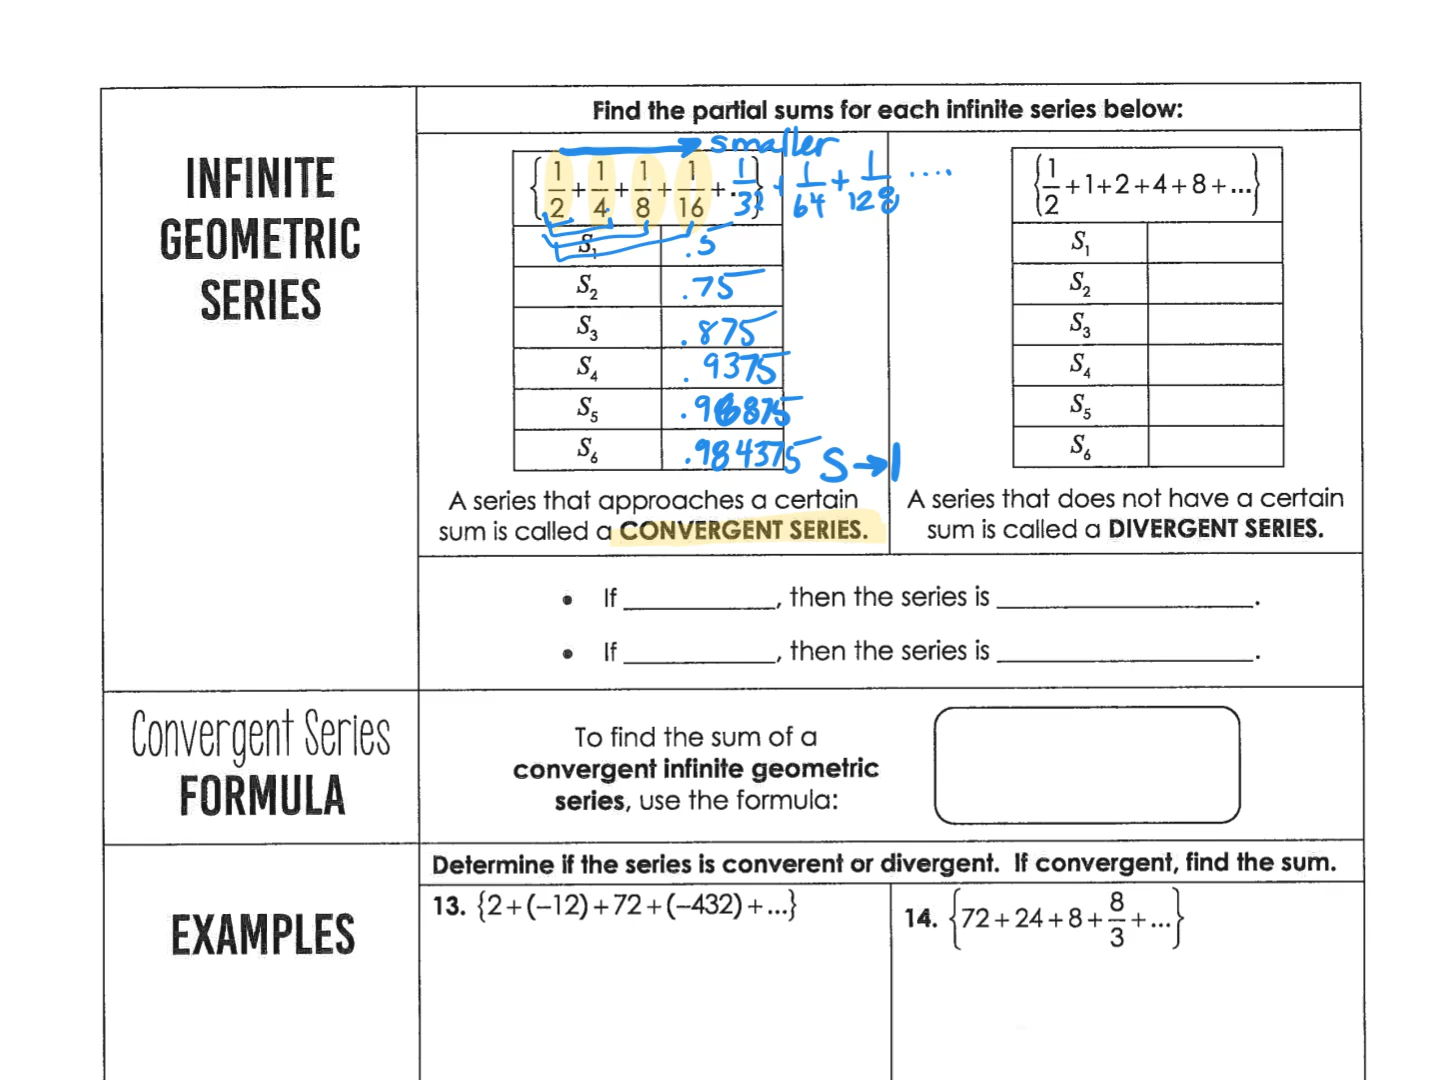 INFINITE
GEOMETRIC
SERIES
Find the partial sums for each infinite series below:
smaller
{1/2 + 1/4 + 1/8 + 1/16 + ...} 1/32 + 1/64 + 1/128 ....
S₁ .5
S₂ .75
S₃ .875
S₄ .9375
S₅ .96875
S₆ .984375 S→1
A series that approaches a certain
sum is called a CONVERGENT SERIES.
{1/2 +1+2+4+8+...}
S₁
S₂
S₃
S₄
S₅
S₆
A series that does not have a certain
sum is called a DIVERGENT SERIES.
• If __________, then the series is _________________.
• If __________, then the series is _________________.
Convergent Series
FORMULA
To find the sum of a
convergent infinite geometric
series, use the formula:
EXAMPLES
Determine if the series is converent or divergent. If convergent, find the sum.
13. {2+(−12)+72+(−432)+...}
14. {72+24+8+8/3+...}